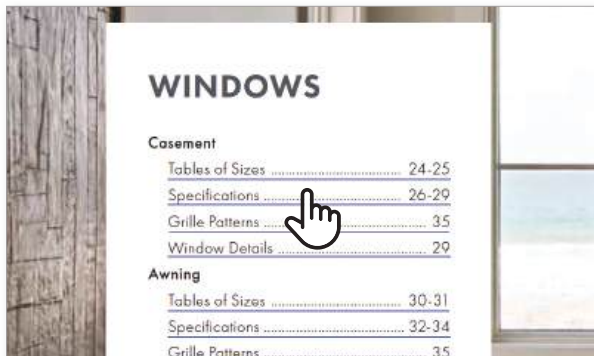 WINDOWS
Casement
Tables of Sizes ................................ 24-25
Specifications ................................ 26-29
Grille Patterns ................................ 35
Window Details ................................ 29
Awning
Tables of Sizes ................................ 30-31
Specifications ................................ 32-34
Grille Patterns ................................ 35